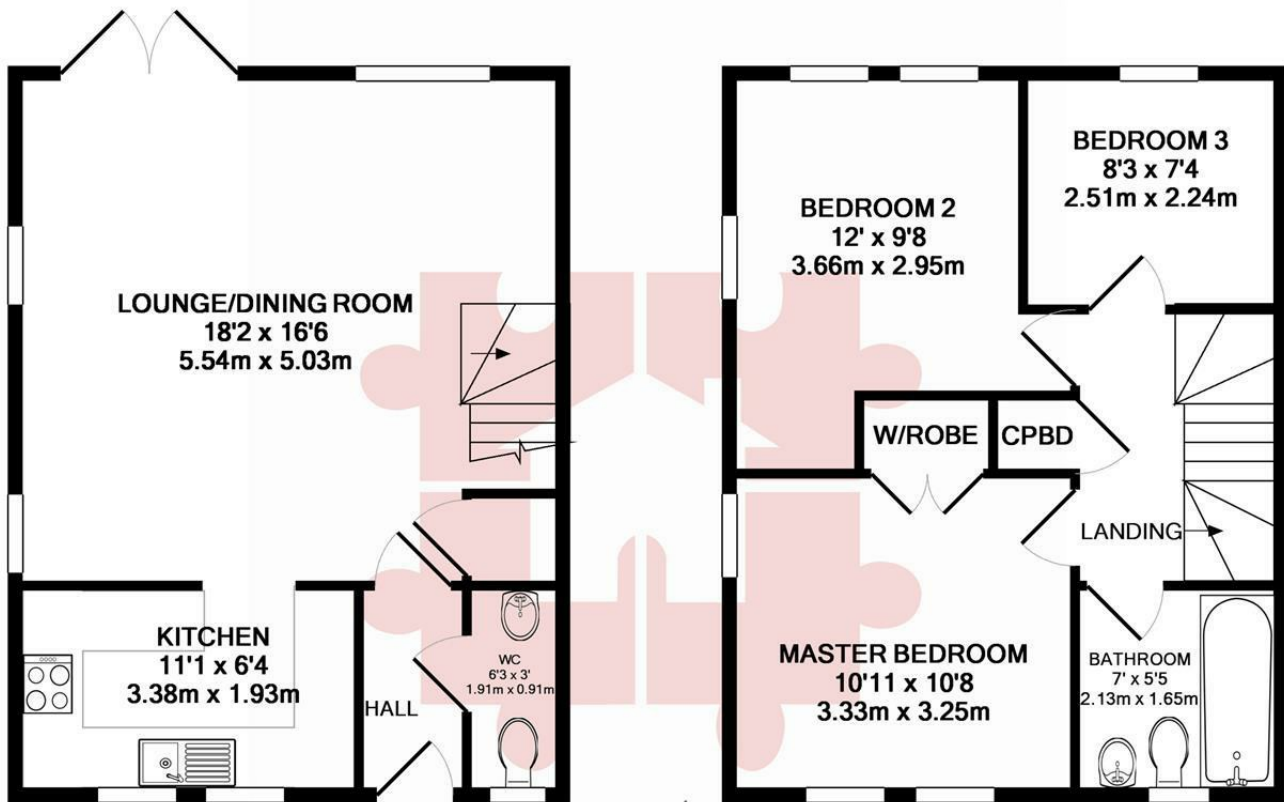 LOUNGE/DINING ROOM
18'2 x 16'6
5.54m x 5.03m
KITCHEN
11'1 x 6'4
3.38m x 1.93m
HALL
WC
6'3 x 3'
1.91m x 0.91m
BEDROOM 2
12' x 9'8
3.66m x 2.95m
BEDROOM 3
8'3 x 7'4
2.51m x 2.24m
W/ROBE
CPBD
LANDING
MASTER BEDROOM
10'11 x 10'8
3.33m x 3.25m
BATHROOM
7' x 5'5
2.13m x 1.65m